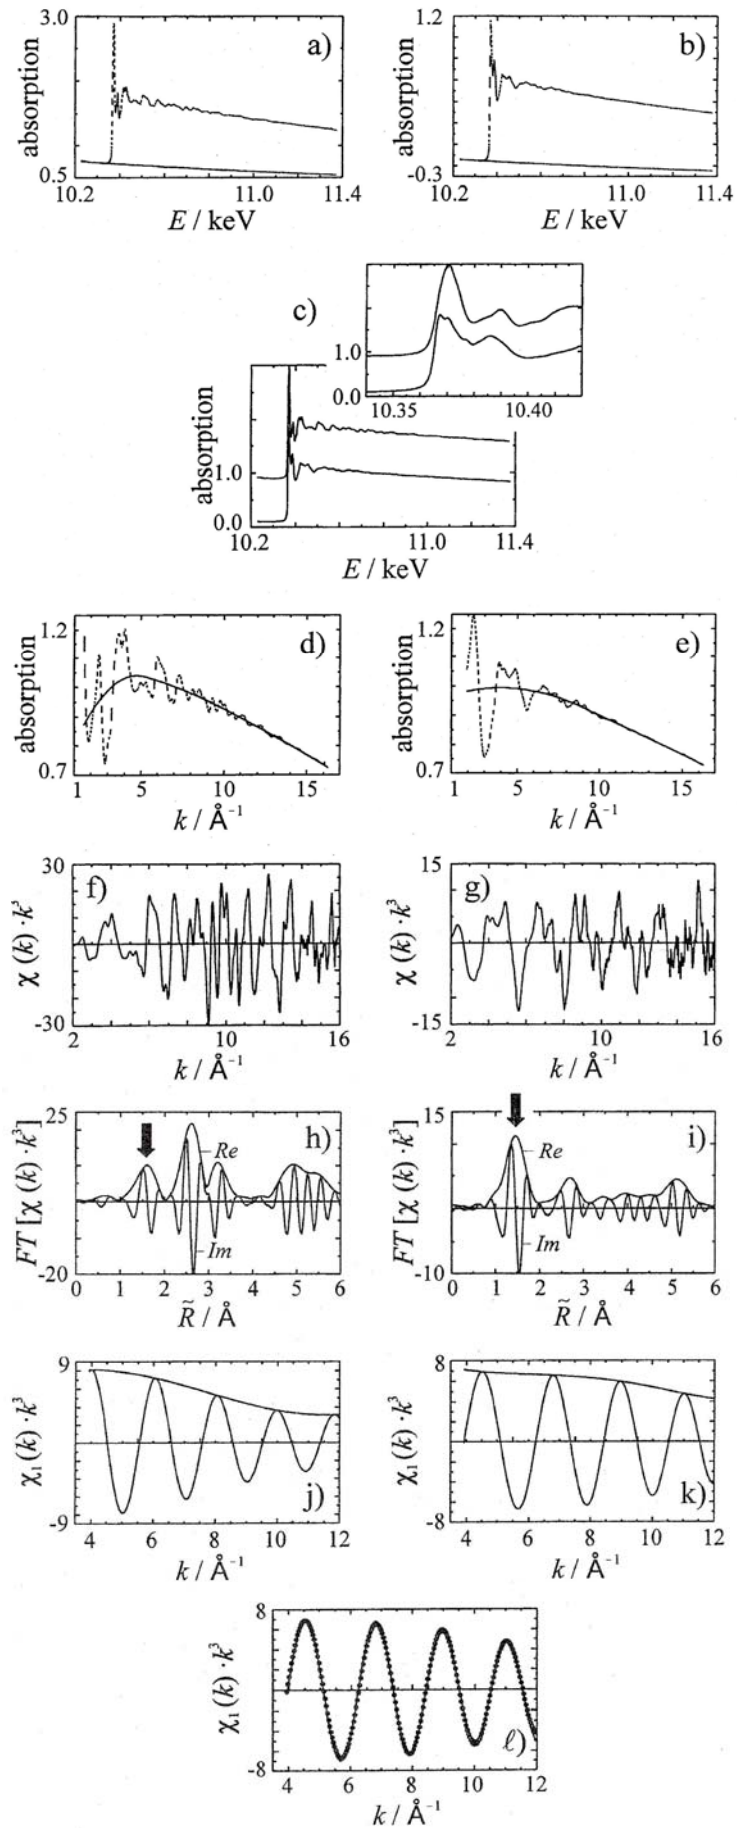 3.0
a)
absorption
0.5
10.2 11.0 11.4
E / keV
1.2
b)
absorption
-0.3
10.2 11.0 11.4
E / keV
c)
1.0
0.0
10.35 10.40
absorption
1.0
0.0
10.2 11.0 11.4
E / keV
1.2
d)
absorption
0.7
1 5 10 15
k / Å⁻¹
1.2
e)
absorption
0.7
1 5 10 15
k / Å⁻¹
30
f)
χ(k)·k³
-30
2 10 16
k / Å⁻¹
15
g)
χ(k)·k³
-15
2 10 16
k / Å⁻¹
25
h)
Re
FT [χ(k)·k³]
Im
-20
0 1 2 3 4 5 6
R̃ / Å
15
i)
Re
FT [χ(k)·k³]
Im
-10
0 1 2 3 4 5 6
R̃ / Å
9
χ₁(k)·k³
j)
-9
4 6 8 10 12
k / Å⁻¹
8
χ₁(k)·k³
k)
-8
4 6 8 10 12
k / Å⁻¹
8
χ₁(k)·k³
ℓ)
-8
4 6 8 10 12
k / Å⁻¹